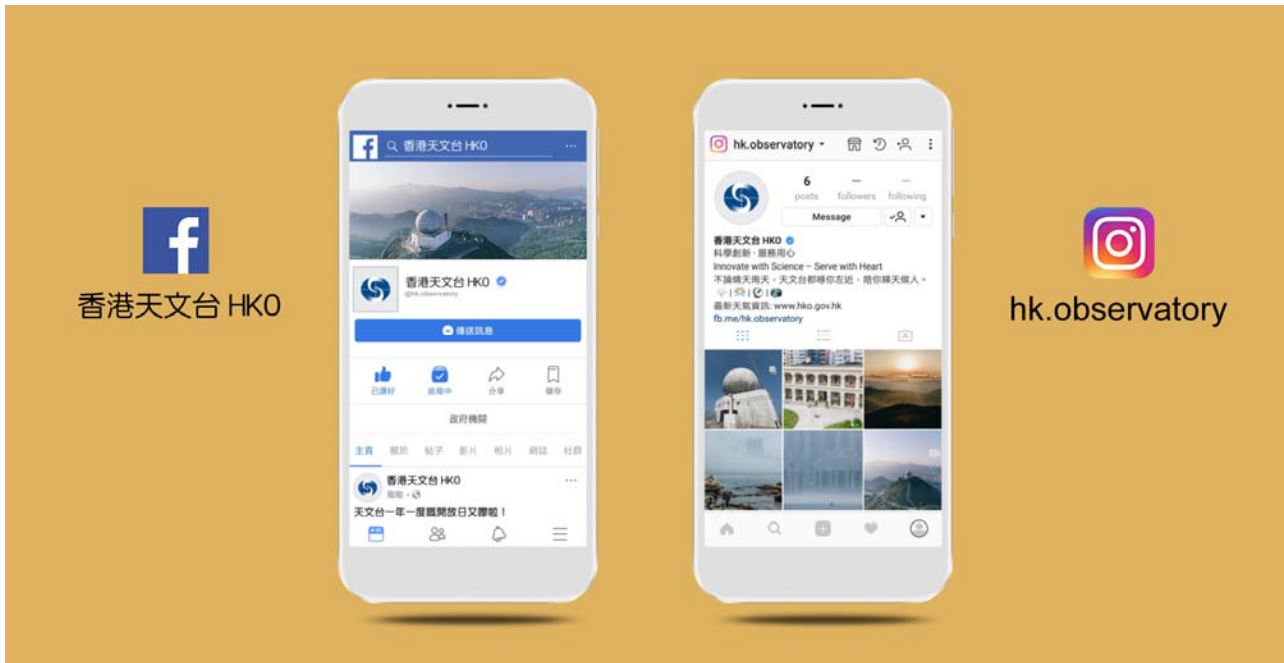 香港天文台 HKO
香港天文台 HKO
香港天文台 HKO
@hk.observatory
傳送訊息
已讚好 追蹤中 分享 儲存
政府機關
主頁 關於 帖子 影片 相片 網誌 社群
香港天文台 HKO
剛剛
天文台一年一度嘅開放日又嚟啦！
hk.observatory
6
posts followers following
Message
香港天文台 HKO
科學創新 · 服務用心
Innovate with Science – Serve with Heart
不論晴天雨天，天文台都喺你左近，陪你睇天做人。
最新天氣資訊: www.hko.gov.hk
fb.me/hk.observatory
hk.observatory